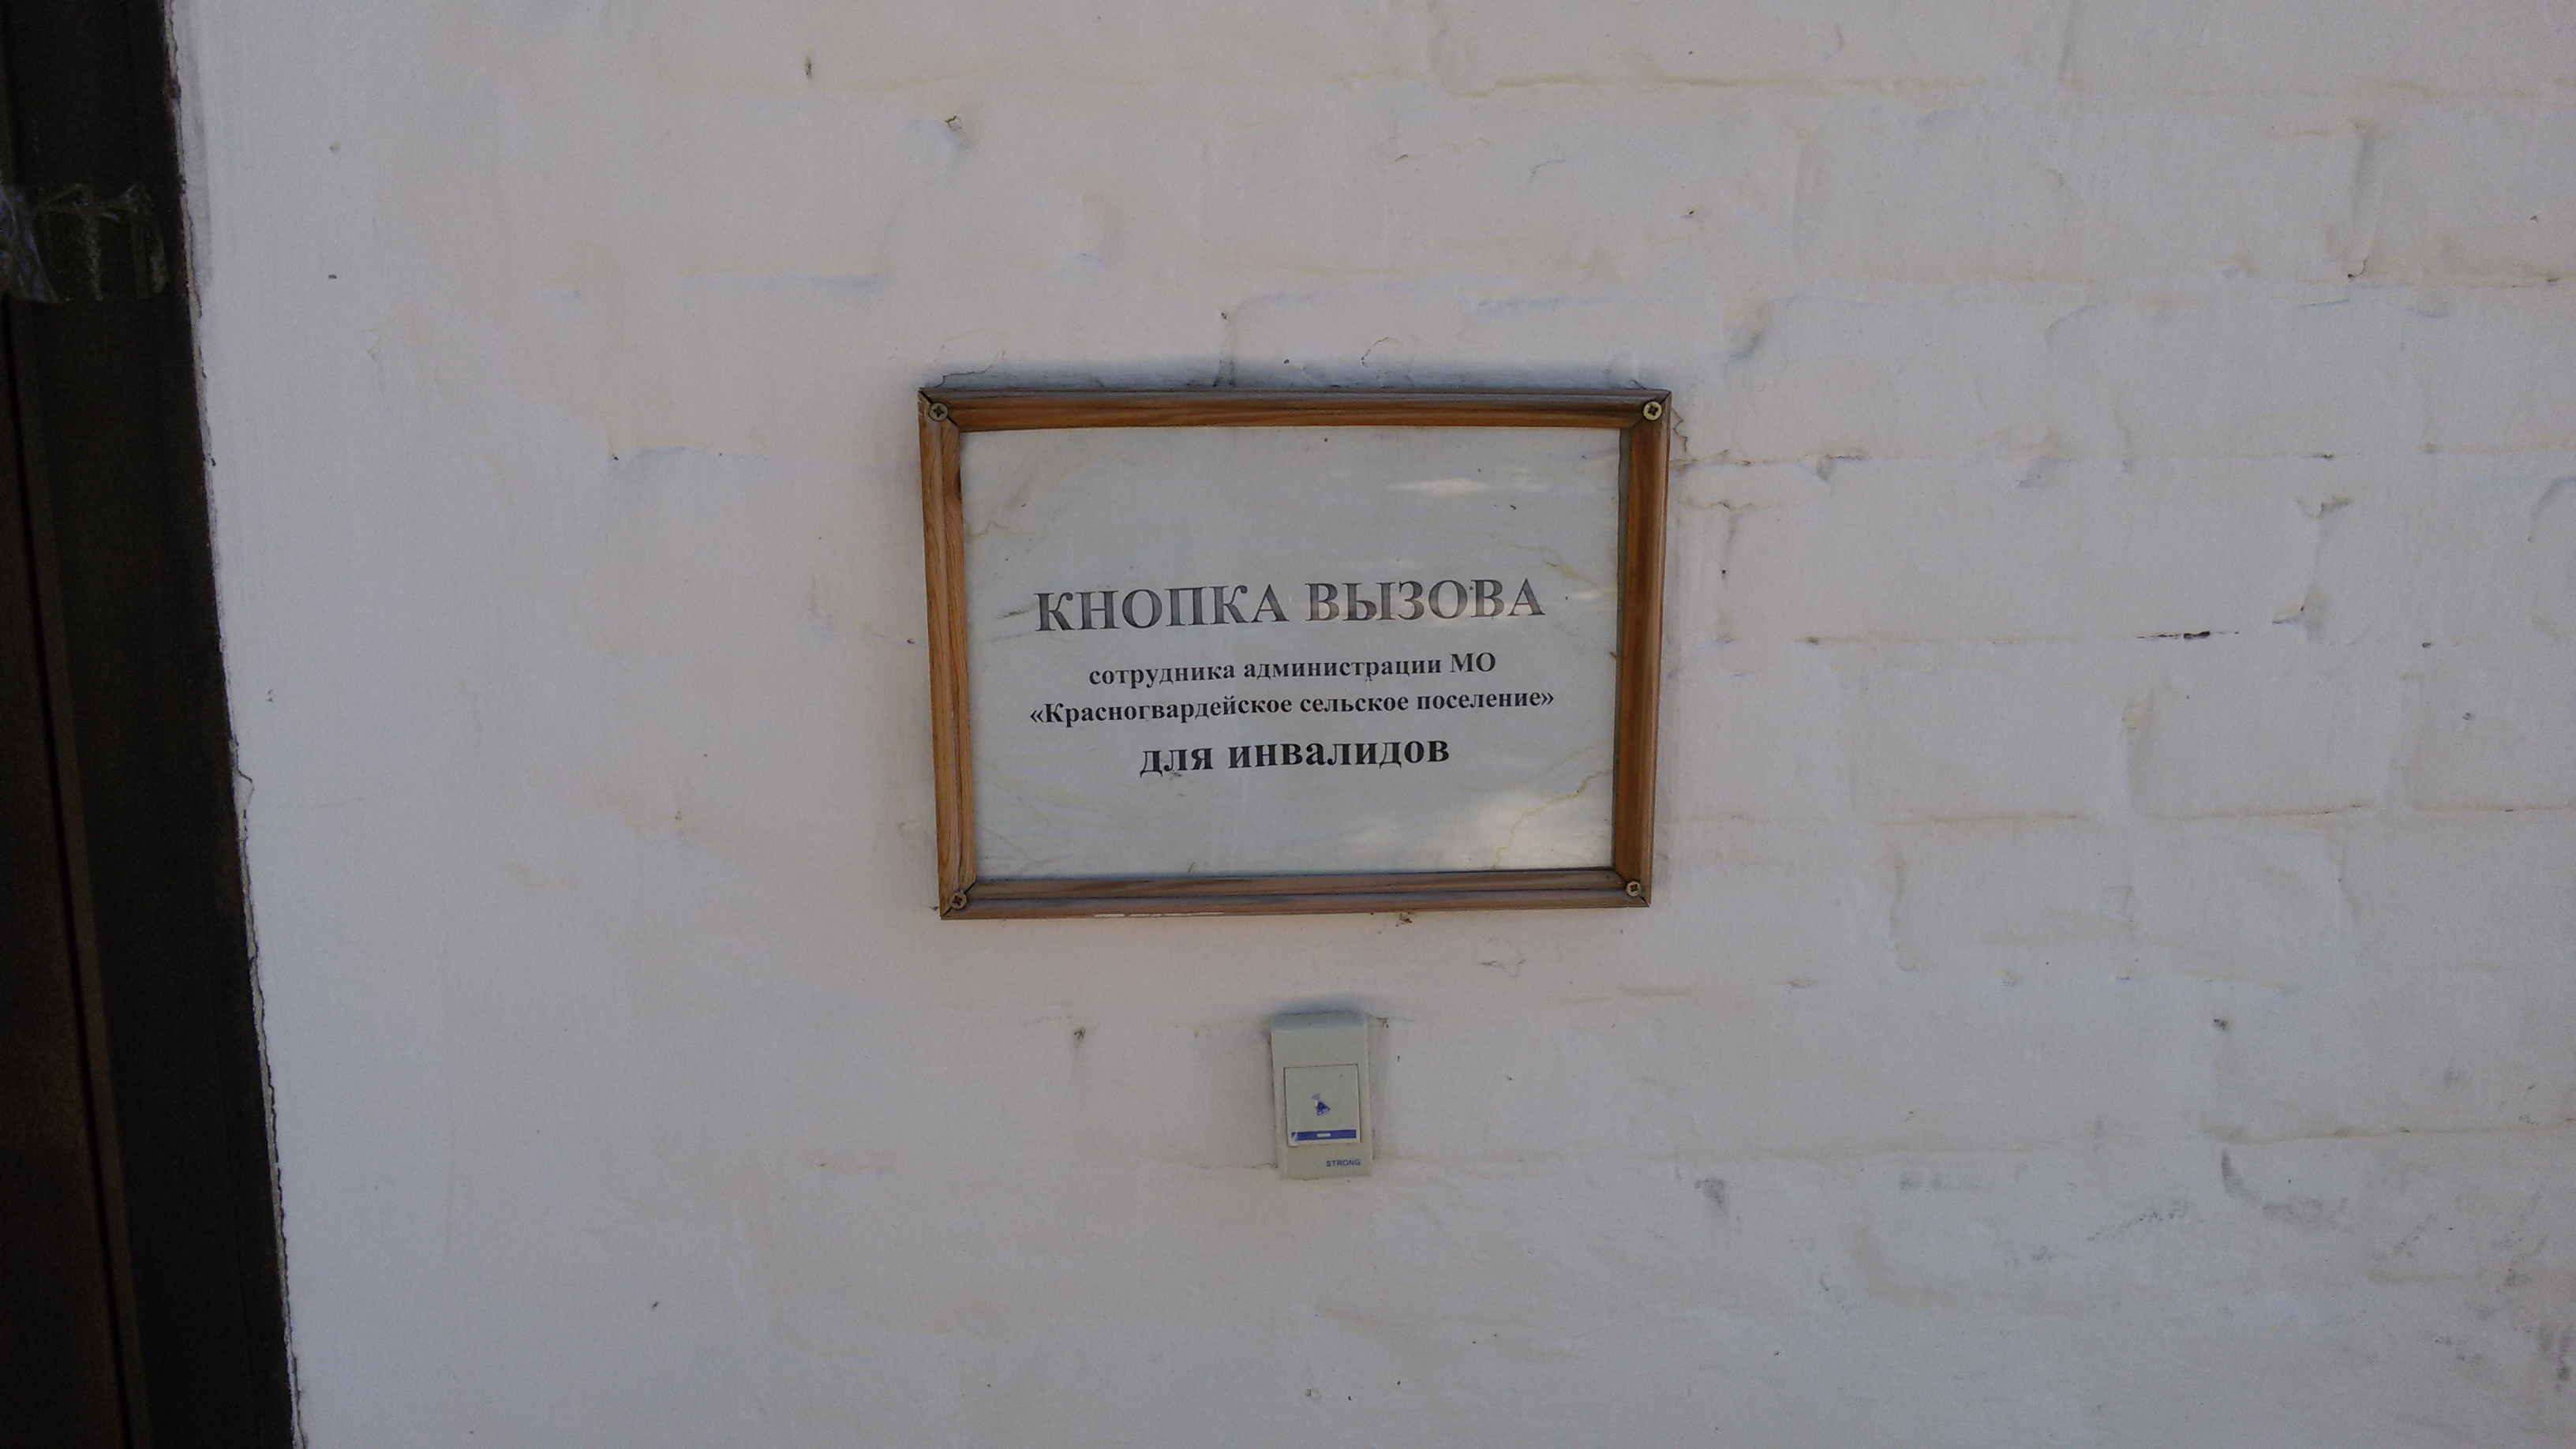 КНОПКА ВЫЗОВА
сотрудника администрации МО
«Красногвардейское сельское поселение»
для инвалидов
STRONG